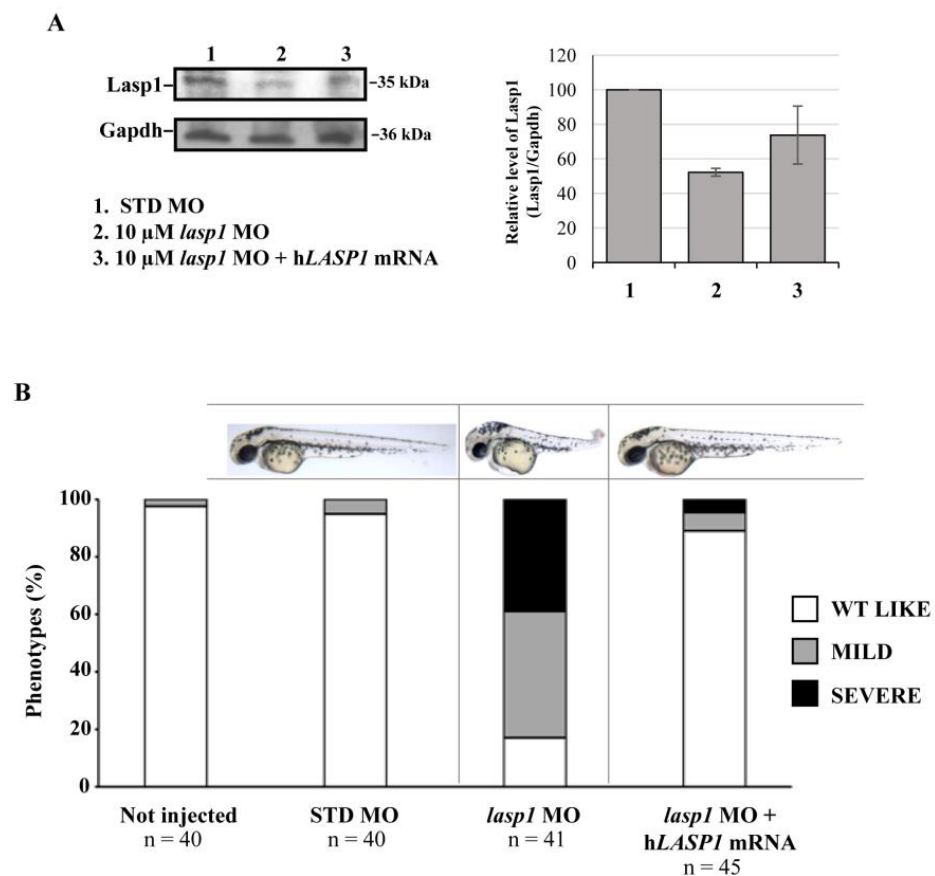 A
1 2 3
Lasp1
35 kDa
Gapdh
36 kDa
1. STD MO
2. 10 µM lasp1 MO
3. 10 µM lasp1 MO + hLASP1 mRNA
Relative level of Lasp1
(Lasp1/Gapdh)
120
100
80
60
40
20
0
1 2 3
B
Phenotypes (%)
100
80
60
40
20
0
WT LIKE
MILD
SEVERE
Not injected
n = 40
STD MO
n = 40
lasp1 MO
n = 41
lasp1 MO +
hLASP1 mRNA
n = 45